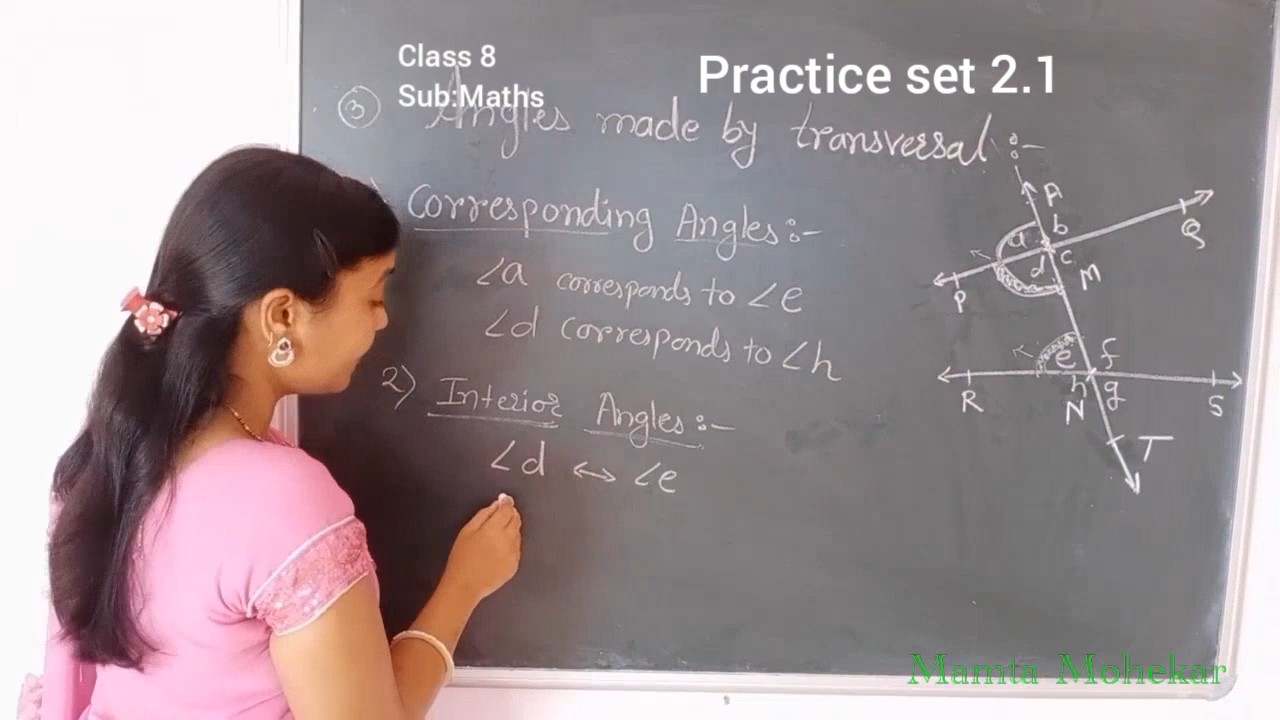 Class 8
Sub:Maths
Practice set 2.1
③ Angles made by transversal :-
) Corresponding Angles:-
∠a corresponds to ∠e
∠d corresponds to ∠h
2) Interior Angles:-
∠d ↔ ∠e
A
a b
Q
d c
P M
e f
R h g S
N
T
Mamta Mohekar